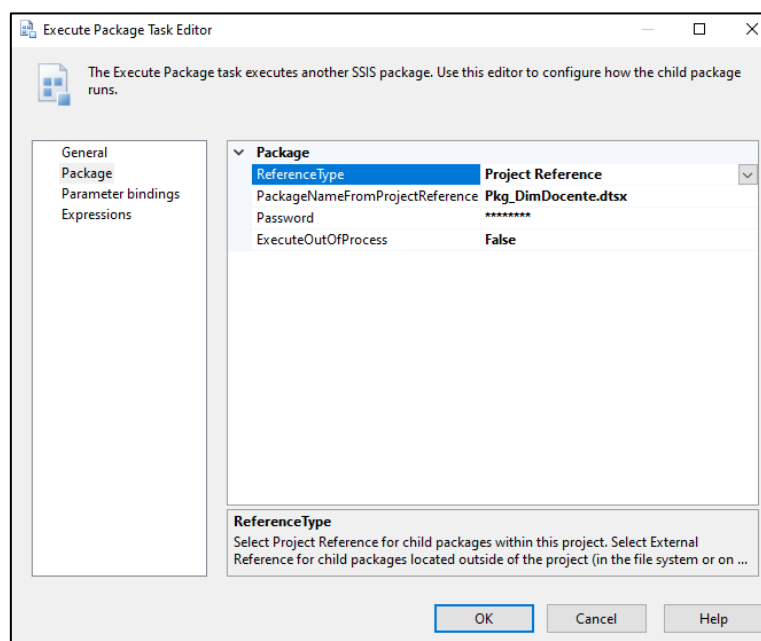 Execute Package Task Editor
The Execute Package task executes another SSIS package. Use this editor to configure how the child package
runs.
General
Package
Parameter bindings
Expressions
Package
ReferenceType Project Reference
PackageNameFromProjectReference Pkg_DimDocente.dtsx
Password ********
ExecuteOutOfProcess False
ReferenceType
Select Project Reference for child packages within this project. Select External
Reference for child packages located outside of the project (in the file system or on ...
OK Cancel Help